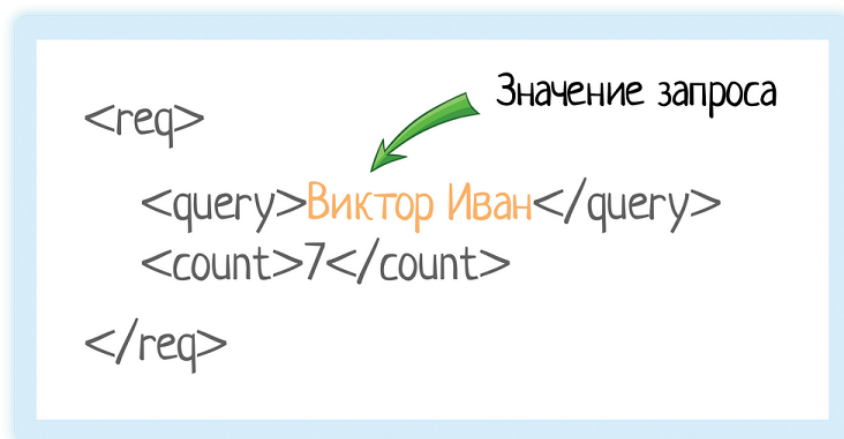 Значение запроса
<req>
<query>Виктор Иван</query>
<count>7</count>
</req>